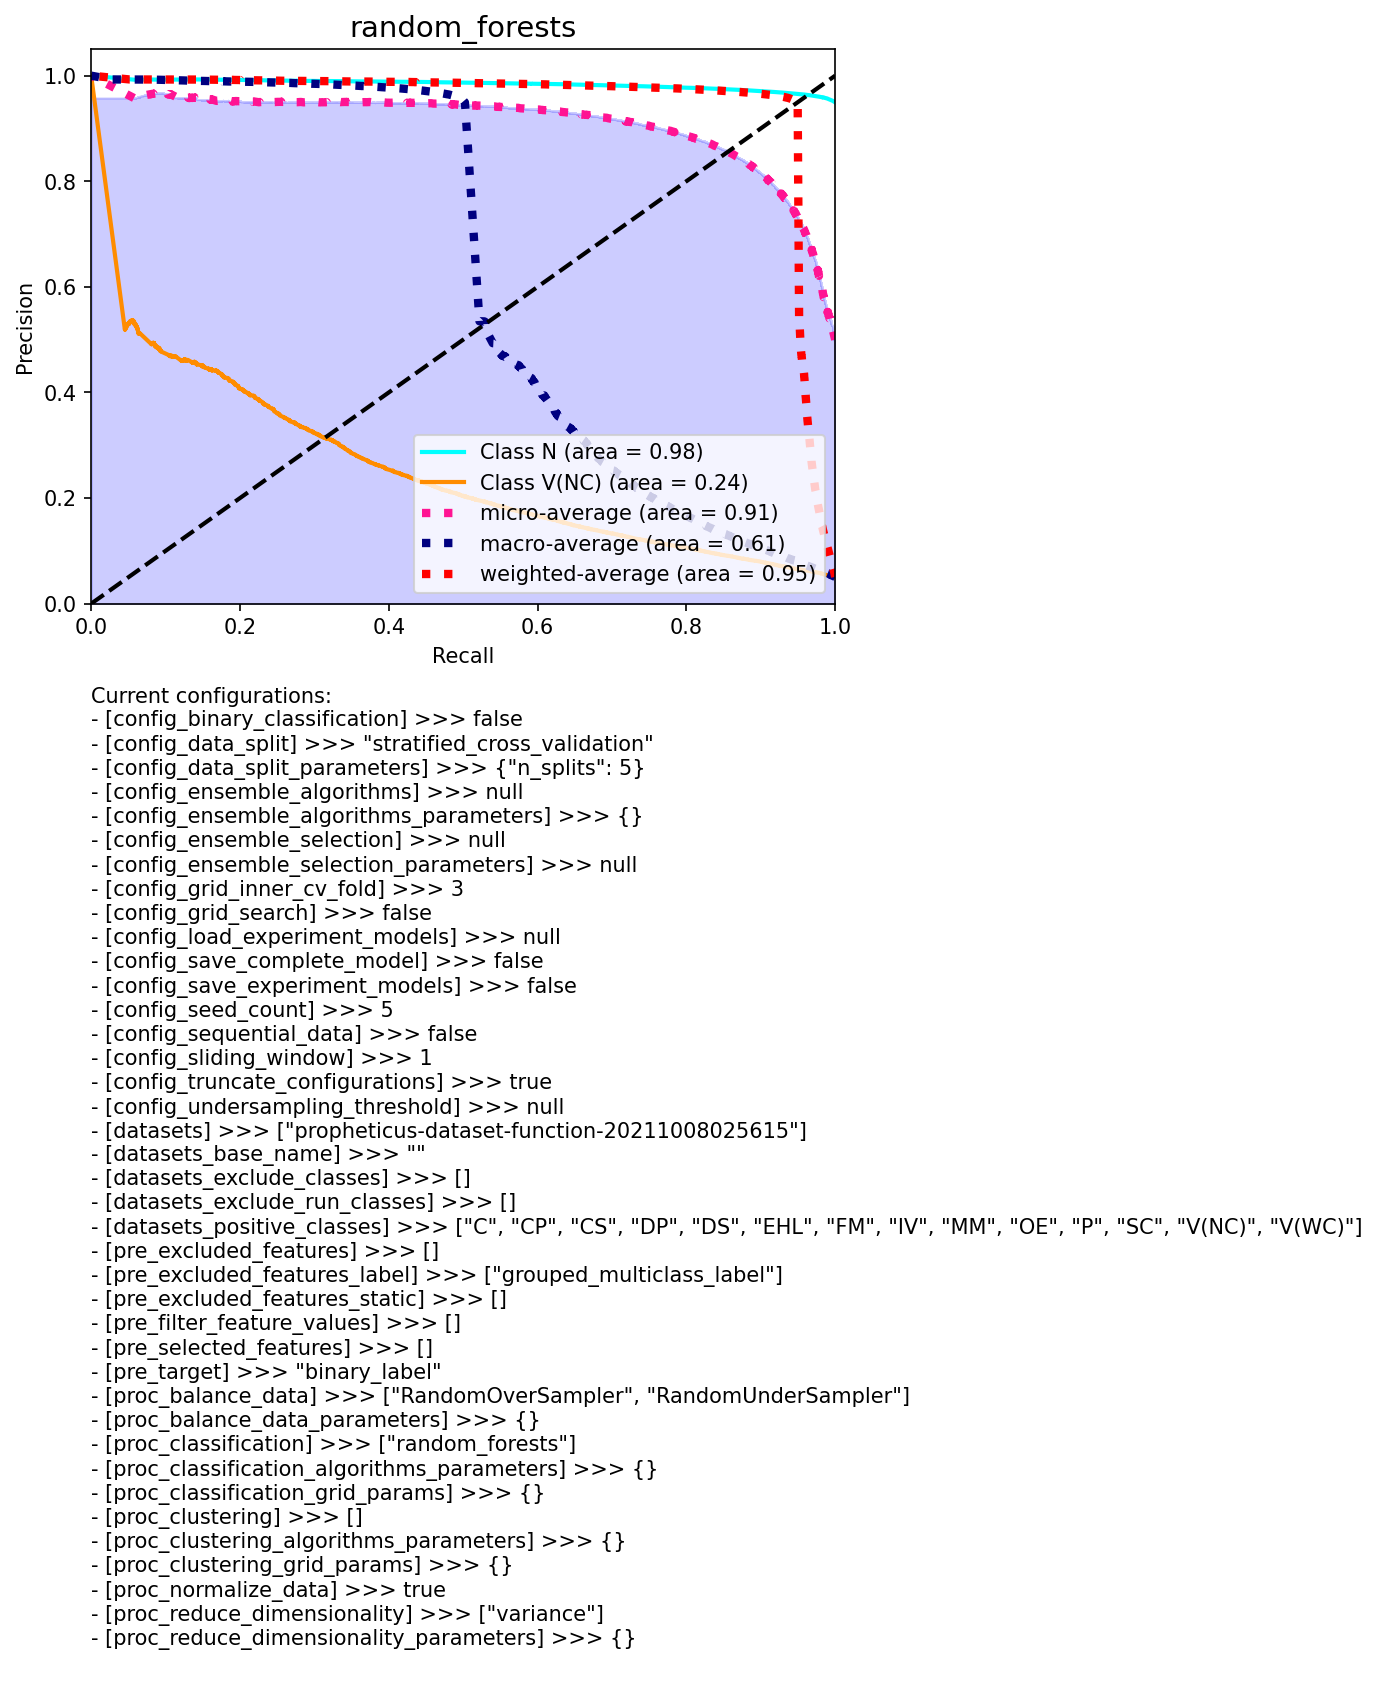 random_forests
1.0
0.8
0.6
0.4
0.2
0.0
Precision
Class N (area = 0.98)
Class V(NC) (area = 0.24)
micro-average (area = 0.91)
macro-average (area = 0.61)
weighted-average (area = 0.95)
0.0 0.2 0.4 0.6 0.8 1.0
Recall
Current configurations:
- [config_binary_classification] >>> false
- [config_data_split] >>> "stratified_cross_validation"
- [config_data_split_parameters] >>> {"n_splits": 5}
- [config_ensemble_algorithms] >>> null
- [config_ensemble_algorithms_parameters] >>> {}
- [config_ensemble_selection] >>> null
- [config_ensemble_selection_parameters] >>> null
- [config_grid_inner_cv_fold] >>> 3
- [config_grid_search] >>> false
- [config_load_experiment_models] >>> null
- [config_save_complete_model] >>> false
- [config_save_experiment_models] >>> false
- [config_seed_count] >>> 5
- [config_sequential_data] >>> false
- [config_sliding_window] >>> 1
- [config_truncate_configurations] >>> true
- [config_undersampling_threshold] >>> null
- [datasets] >>> ["propheticus-dataset-function-20211008025615"]
- [datasets_base_name] >>> ""
- [datasets_exclude_classes] >>> []
- [datasets_exclude_run_classes] >>> []
- [datasets_positive_classes] >>> ["C", "CP", "CS", "DP", "DS", "EHL", "FM", "IV", "MM", "OE", "P", "SC", "V(NC)", "V(WC)"]
- [pre_excluded_features] >>> []
- [pre_excluded_features_label] >>> ["grouped_multiclass_label"]
- [pre_excluded_features_static] >>> []
- [pre_filter_feature_values] >>> []
- [pre_selected_features] >>> []
- [pre_target] >>> "binary_label"
- [proc_balance_data] >>> ["RandomOverSampler", "RandomUnderSampler"]
- [proc_balance_data_parameters] >>> {}
- [proc_classification] >>> ["random_forests"]
- [proc_classification_algorithms_parameters] >>> {}
- [proc_classification_grid_params] >>> {}
- [proc_clustering] >>> []
- [proc_clustering_algorithms_parameters] >>> {}
- [proc_clustering_grid_params] >>> {}
- [proc_normalize_data] >>> true
- [proc_reduce_dimensionality] >>> ["variance"]
- [proc_reduce_dimensionality_parameters] >>> {}